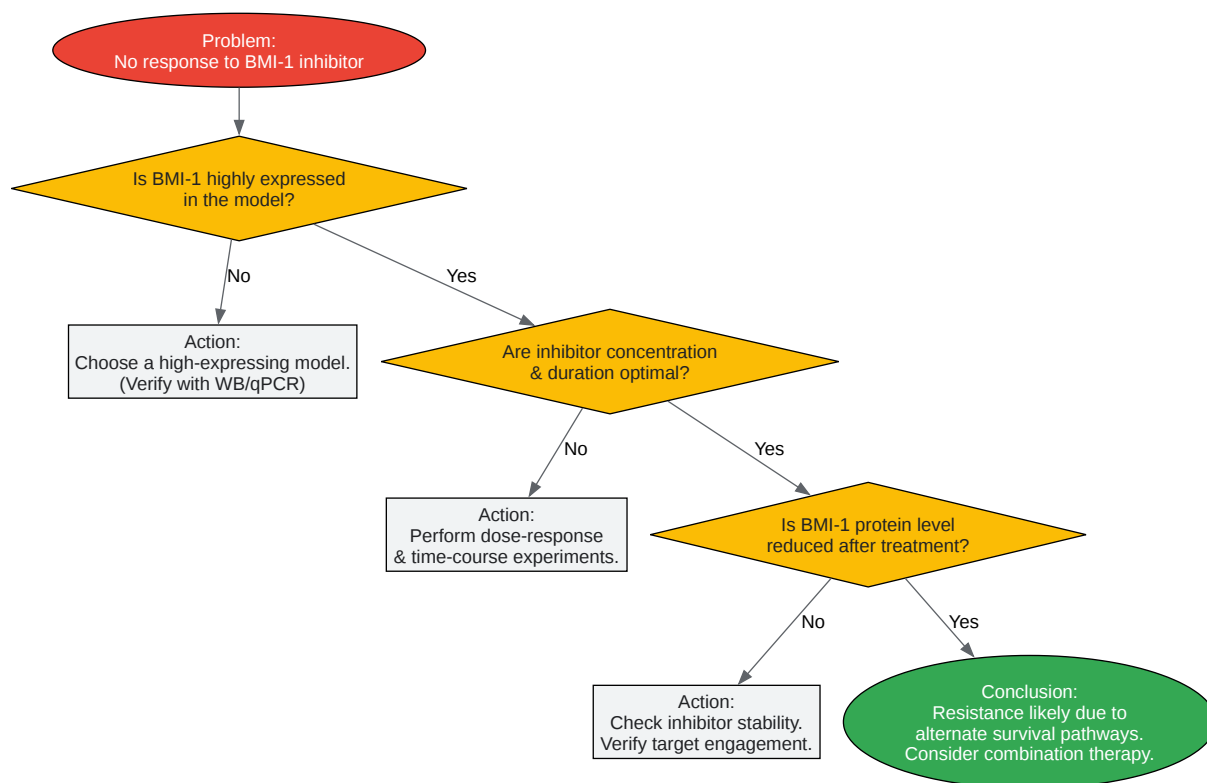 Problem:
No response to BMI-1 inhibitor
Is BMI-1 highly expressed
in the model?
No
Yes
Action:
Choose a high-expressing model.
(Verify with WB/qPCR)
Are inhibitor concentration
& duration optimal?
No
Yes
Action:
Perform dose-response
& time-course experiments.
Is BMI-1 protein level
reduced after treatment?
No
Yes
Action:
Check inhibitor stability.
Verify target engagement.
Conclusion:
Resistance likely due to
alternate survival pathways.
Consider combination therapy.